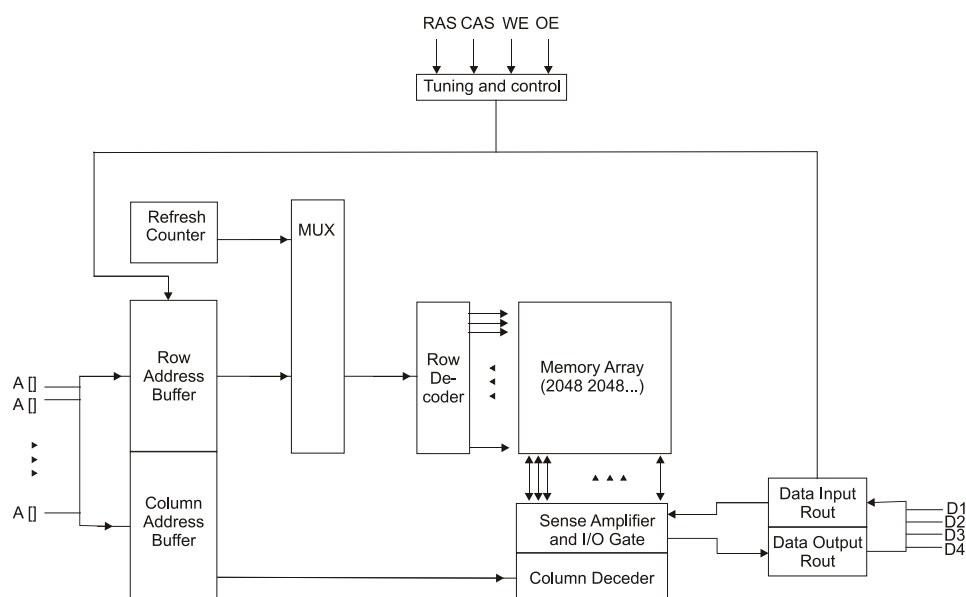 RAS CAS WE OE
Tuning and control
Refresh
Counter
MUX
Row
Address
Buffer
Row
De-
coder
Memory Array
(2048 2048...)
A []
A []
A []
Column
Address
Buffer
Sense Amplifier
and I/O Gate
Column Deceder
Data Input
Rout
Data Output
Rout
D1
D2
D3
D4